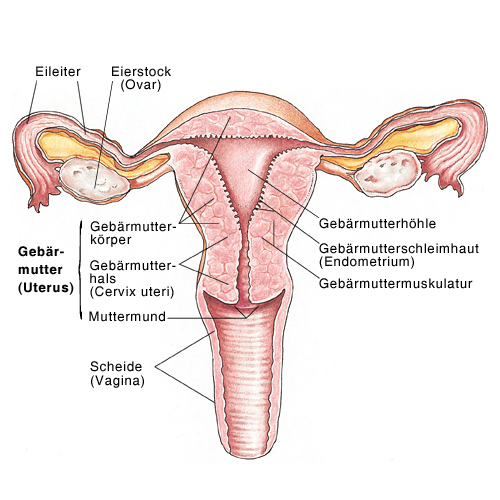 Eileiter
Eierstock
(Ovar)
Gebärmutter-
körper
Gebär-
mutter
(Uterus)
Gebärmutter-
hals
(Cervix uteri)
Muttermund
Scheide
(Vagina)
Gebärmutterhöhle
Gebärmutterschleimhaut
(Endometrium)
Gebärmuttermuskulatur